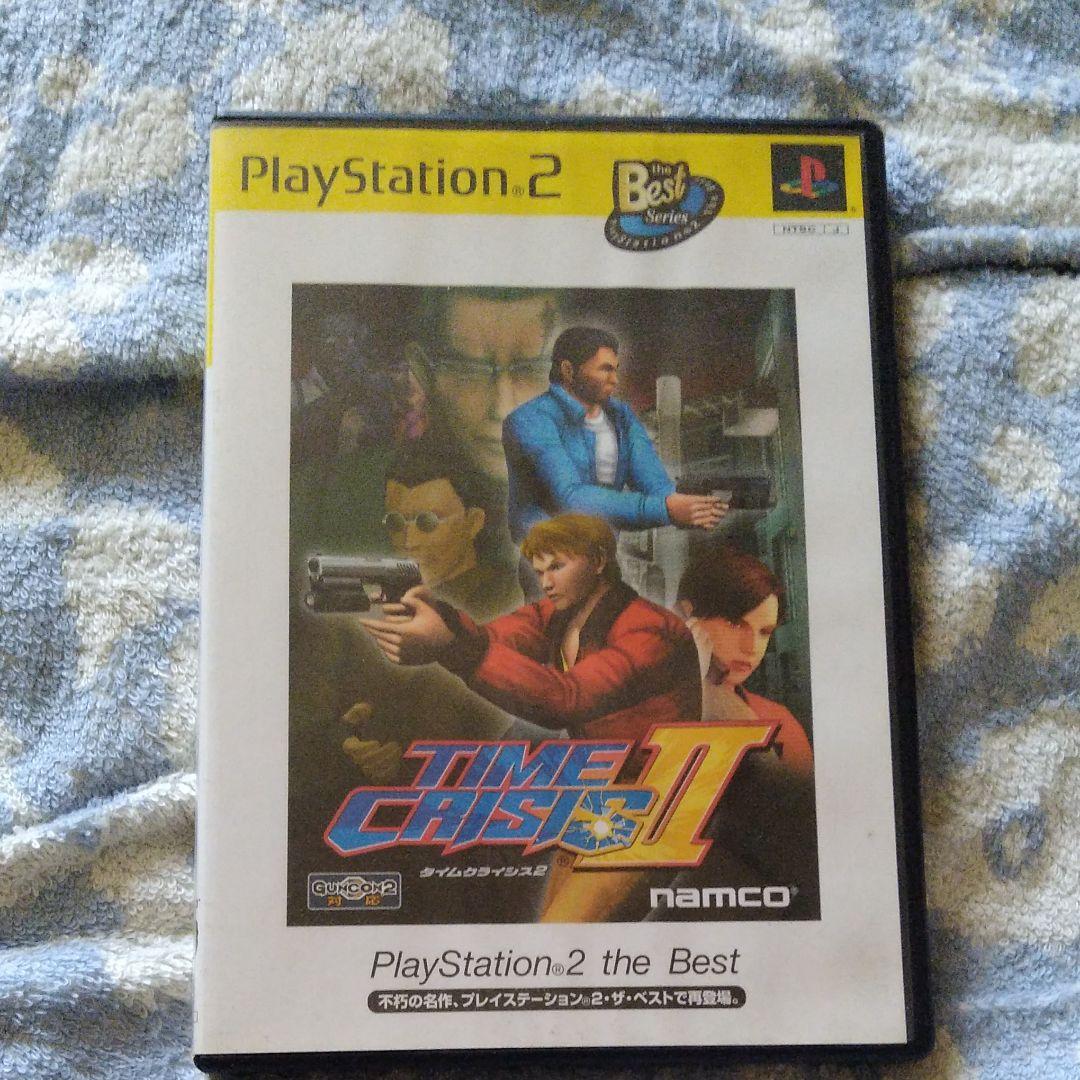 PlayStation®2
the
Best
Series
PlayStation®2
NTSC J
TIME
CRISIS II
®
タイムクライシス2
GUNCON2
対応
namco®
PlayStation®2 the Best
不朽の名作、プレイステーション®2・ザ・ベストで再登場。